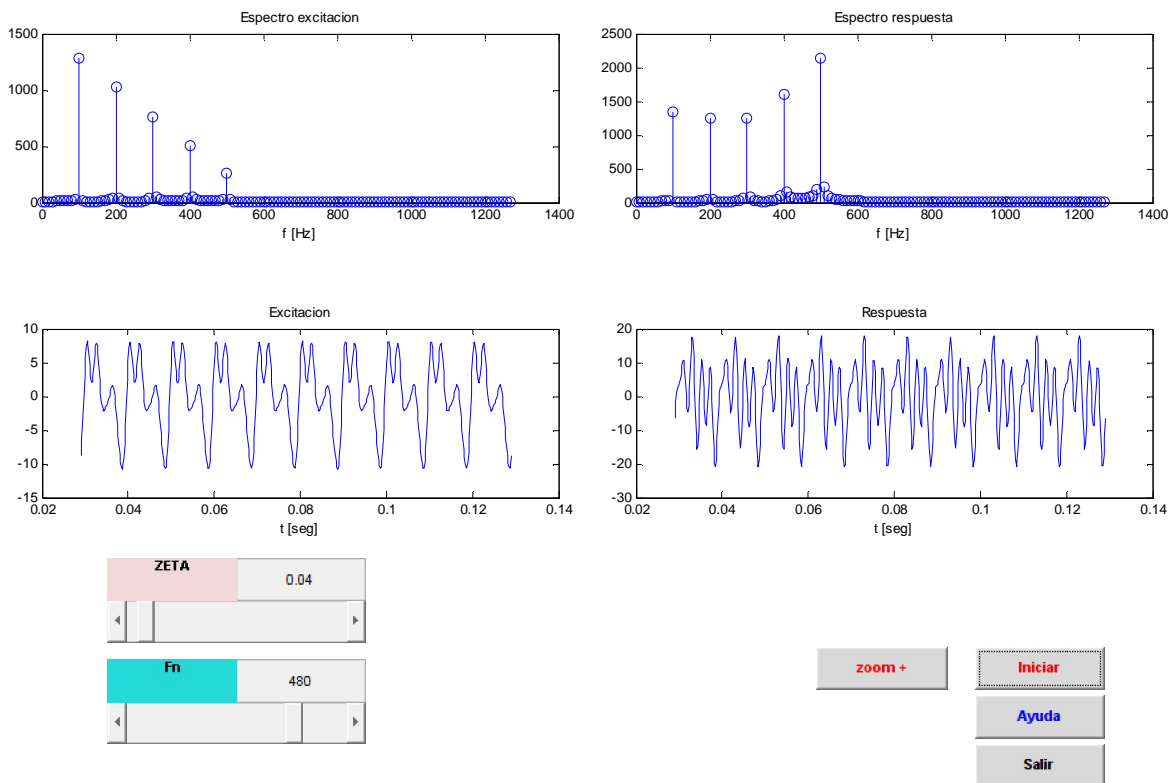 Espectro excitacion
1500
1000
500
0
0 200 400 600 800 1000 1200 1400
f [Hz]
Espectro respuesta
2500
2000
1500
1000
500
0
0 200 400 600 800 1000 1200 1400
f [Hz]
Excitacion
10
5
0
-5
-10
-15
0.02 0.04 0.06 0.08 0.1 0.12 0.14
t [seg]
Respuesta
20
10
0
-10
-20
-30
0.02 0.04 0.06 0.08 0.1 0.12 0.14
t [seg]
ZETA
0.04
Fn
480
zoom +
Iniciar
Ayuda
Salir